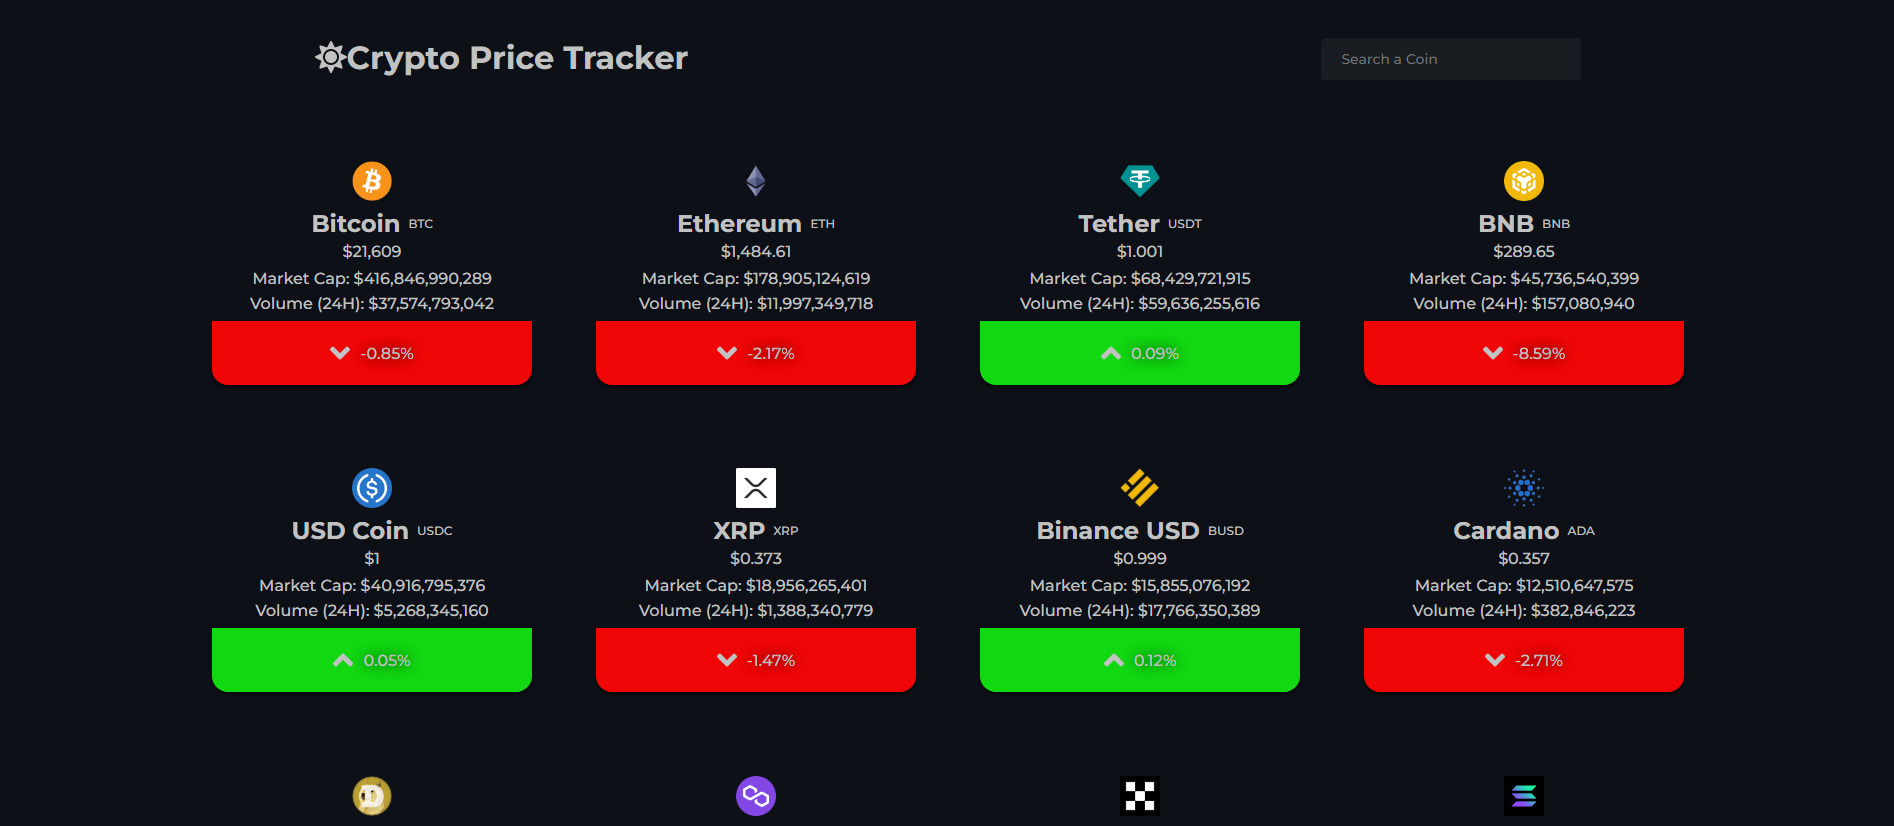 Crypto Price Tracker
Search a Coin
Bitcoin BTC
$21,609
Market Cap: $416,846,990,289
Volume (24H): $37,574,793,042
-0.85%
Ethereum ETH
$1,484.61
Market Cap: $178,905,124,619
Volume (24H): $11,997,349,718
-2.17%
Tether USDT
$1.001
Market Cap: $68,429,721,915
Volume (24H): $59,636,255,616
0.09%
BNB BNB
$289.65
Market Cap: $45,736,540,399
Volume (24H): $157,080,940
-8.59%
USD Coin USDC
$1
Market Cap: $40,916,795,376
Volume (24H): $5,268,345,160
0.05%
XRP XRP
$0.373
Market Cap: $18,956,265,401
Volume (24H): $1,388,340,779
-1.47%
Binance USD BUSD
$0.999
Market Cap: $15,855,076,192
Volume (24H): $17,766,350,389
0.12%
Cardano ADA
$0.357
Market Cap: $12,510,647,575
Volume (24H): $382,846,223
-2.71%